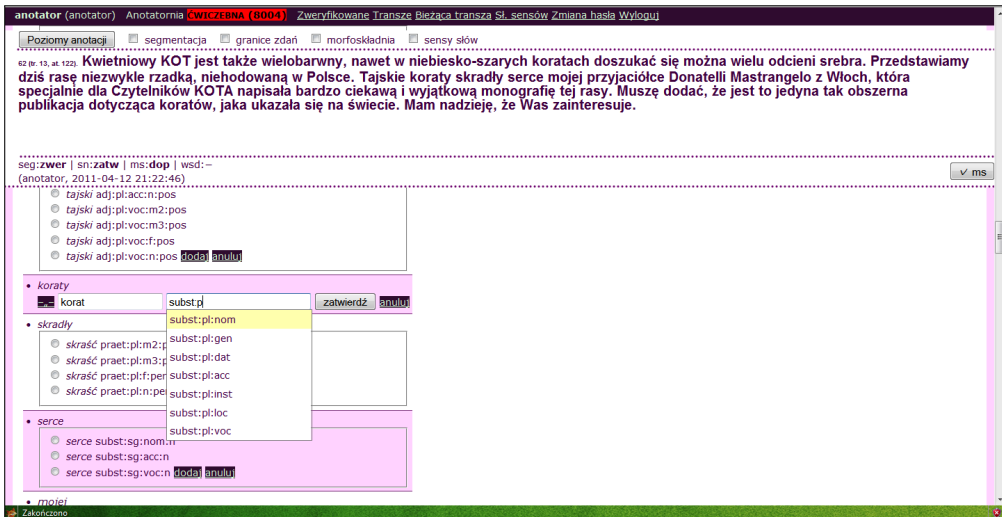 anotator (anotator) Anotatornia ĆWICZEBNA (8004) Zweryfikowane Transze Bieżąca transza Sł. sensów Zmiana hasła Wyloguj
Poziomy anotacji segmentacja granice zdań morfoskładnia sensy słów
62 (tr. 13, at. 122). Kwietniowy KOT jest także wielobarwny, nawet w niebiesko-szarych koratach doszukać się można wielu odcieni srebra. Przedstawiamy
dziś rasę niezwykle rzadką, niehodowaną w Polsce. Tajskie koraty skradły serce mojej przyjaciółce Donatelli Mastrangelo z Włoch, która
specjalnie dla Czytelników KOTA napisała bardzo ciekawą i wyjątkową monografię tej rasy. Muszę dodać, że jest to jedyna tak obszerna
publikacja dotycząca koratów, jaka ukazała się na świecie. Mam nadzieję, że Was zainteresuje.
seg:zwer | sn:zatw | ms:dop | wsd:—
(anotator, 2011-04-12 21:22:46)
✓ ms
tajski adj:pl:acc:n:pos
tajski adj:pl:voc:m2:pos
tajski adj:pl:voc:m3:pos
tajski adj:pl:voc:f:pos
tajski adj:pl:voc:n:pos dodaj anuluj
• koraty
korat subst:p zatwierdź anuluj
subst:pl:nom
subst:pl:gen
subst:pl:dat
subst:pl:acc
subst:pl:inst
subst:pl:loc
subst:pl:voc
• skradły
skraść praet:pl:m2:p
skraść praet:pl:m3:p
skraść praet:pl:f:per
skraść praet:pl:n:per
• serce
serce subst:sg:nom:n
serce subst:sg:acc:n
serce subst:sg:voc:n dodaj anuluj
• mojej
Zakończono